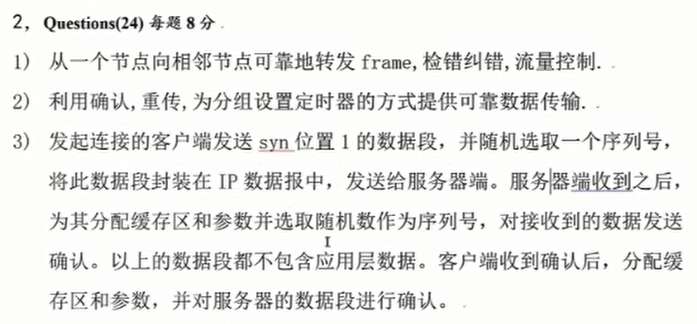 2，Questions(24) 每题 8 分.
1) 从一个节点向相邻节点可靠地转发 frame,检错纠错,流量控制. .
2) 利用确认,重传,为分组设置定时器的方式提供可靠数据传输. .
3) 发起连接的客户端发送 syn 位置 1 的数据段，并随机选取一个序列号，
将此数据段封装在 IP 数据报中，发送给服务器端。服务器端收到之后，
为其分配缓存区和参数并选取随机数作为序列号，对接收到的数据发送
确认。以上的数据段都不包含应用层数据。客户端收到确认后，分配缓
存区和参数，并对服务器的数据段进行确认。 .